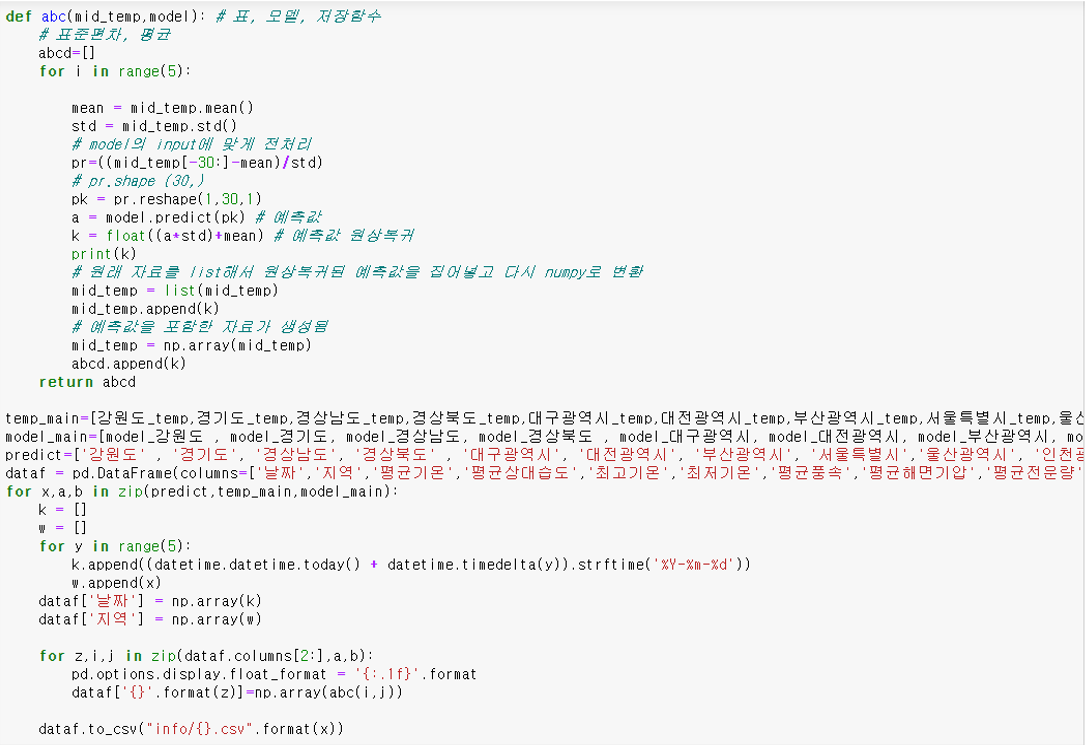 def abc(mid_temp,model): # 표, 모델, 저장함수
    # 표준편차, 평균
    abcd=[]
    for i in range(5):

        mean = mid_temp.mean()
        std = mid_temp.std()
        # model의 input에 맞게 전처리
        pr=((mid_temp[-30:]-mean)/std)
        # pr.shape (30,)
        pk = pr.reshape(1,30,1)
        a = model.predict(pk) # 예측값
        k = float((a*std)+mean) # 예측값 원상복귀
        print(k)
        # 원래 자료를 list해서 원상복귀된 예측값을 집어넣고 다시 numpy로 변환
        mid_temp = list(mid_temp)
        mid_temp.append(k)
        # 예측값을 포함한 자료가 생성됨
        mid_temp = np.array(mid_temp)
        abcd.append(k)
    return abcd

temp_main=[강원도_temp,경기도_temp,경상남도_temp,경상북도_temp,대구광역시_temp,대전광역시_temp,부산광역시_temp,서울특별시_temp,울산
model_main=[model_강원도 , model_경기도, model_경상남도, model_경상북도 , model_대구광역시, model_대전광역시, model_부산광역시, mo
predict=['강원도' , '경기도', '경상남도', '경상북도' , '대구광역시', '대전광역시', '부산광역시', '서울특별시','울산광역시', '인천광
dataf = pd.DataFrame(columns=['날짜','지역','평균기온','평균상대습도','최고기온','최저기온','평균풍속','평균해면기압','평균전운량'
for x,a,b in zip(predict,temp_main,model_main):
    k = []
    w = []
    for y in range(5):
        k.append((datetime.datetime.today() + datetime.timedelta(y)).strftime('%Y-%m-%d'))
        w.append(x)
    dataf['날짜'] = np.array(k)
    dataf['지역'] = np.array(w)

    for z,i,j in zip(dataf.columns[2:],a,b):
        pd.options.display.float_format = '{:.1f}'.format
        dataf['{}'.format(z)]=np.array(abc(i,j))

    dataf.to_csv("info/{}.csv".format(x))